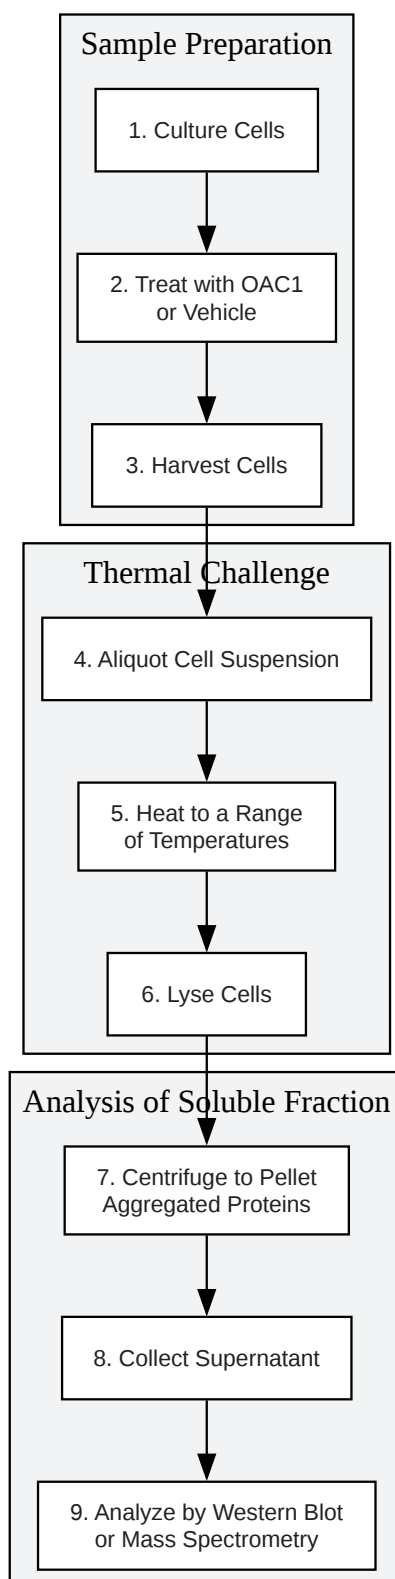 Sample Preparation
1. Culture Cells
2. Treat with OAC1
or Vehicle
3. Harvest Cells
Thermal Challenge
4. Aliquot Cell Suspension
5. Heat to a Range
of Temperatures
6. Lyse Cells
Analysis of Soluble Fraction
7. Centrifuge to Pellet
Aggregated Proteins
8. Collect Supernatant
9. Analyze by Western Blot
or Mass Spectrometry